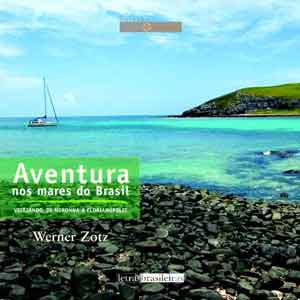 Aventura
nos mares do Brasil
VELEJANDO, DE NORONHA A FLORIANÓPOLIS
Werner Zotz
letrasbrasileiras